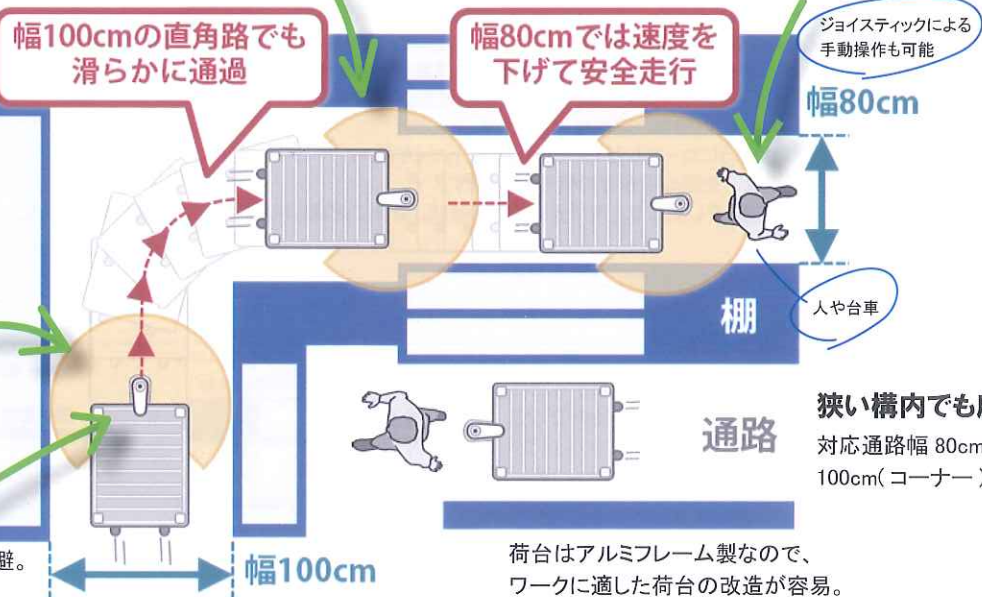 幅100cmの直角路でも
滑らかに通過
幅80cmでは速度を
下げて安全走行
ジョイスティックによる
手動操作も可能
幅80cm
人や台車
棚
通路
狭い構内でも
対応通路幅 80cm
100cm(コーナー)
避。
幅100cm
荷台はアルミフレーム製なので、
ワークに適した荷台の改造が容易。